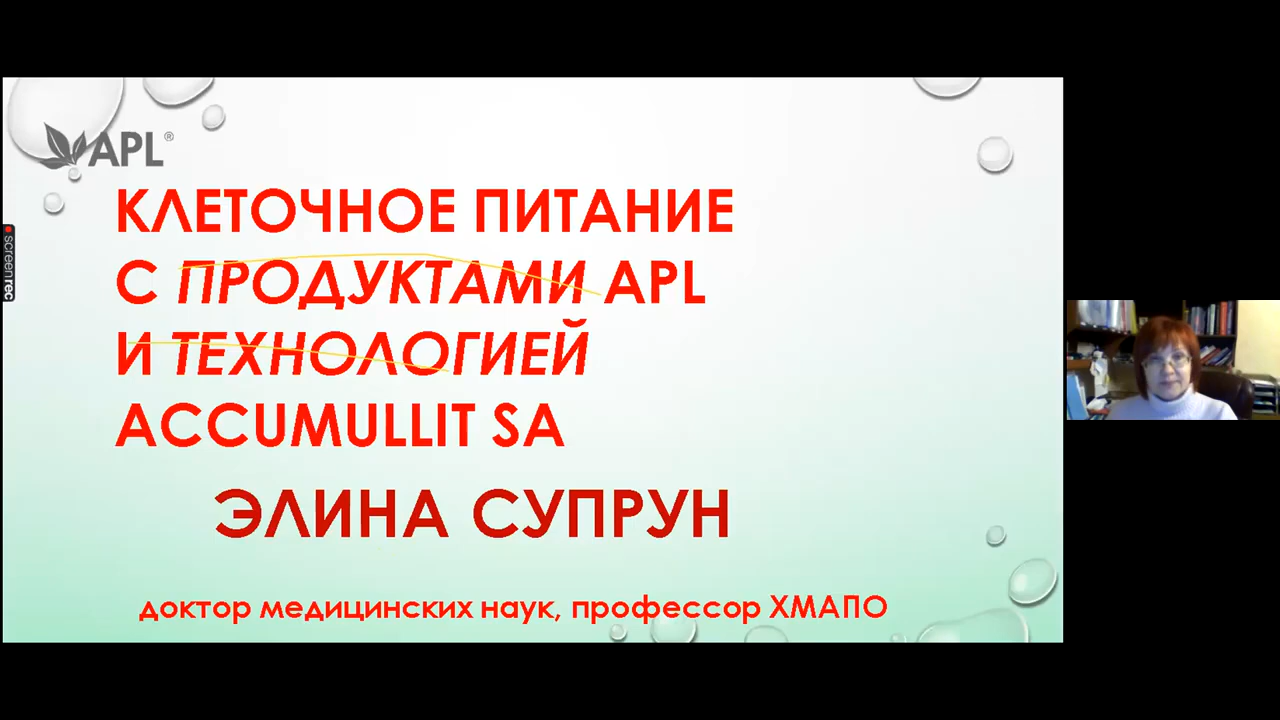 APL®
КЛЕТОЧНОЕ ПИТАНИЕ
С ПРОДУКТАМИ APL
И ТЕХНОЛОГИЕЙ
ACCUMULLIT SA
ЭЛИНА СУПРУН
доктор медицинских наук, профессор ХМАПО
screenrec